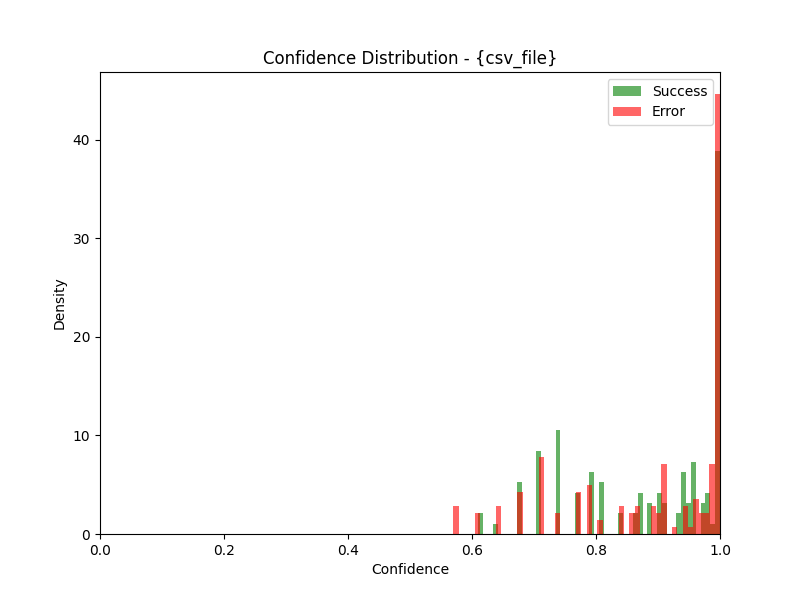 Confidence Distribution - {csv_file}
Success
Error
40
30
20
10
0
Density
0.0 0.2 0.4 0.6 0.8 1.0
Confidence